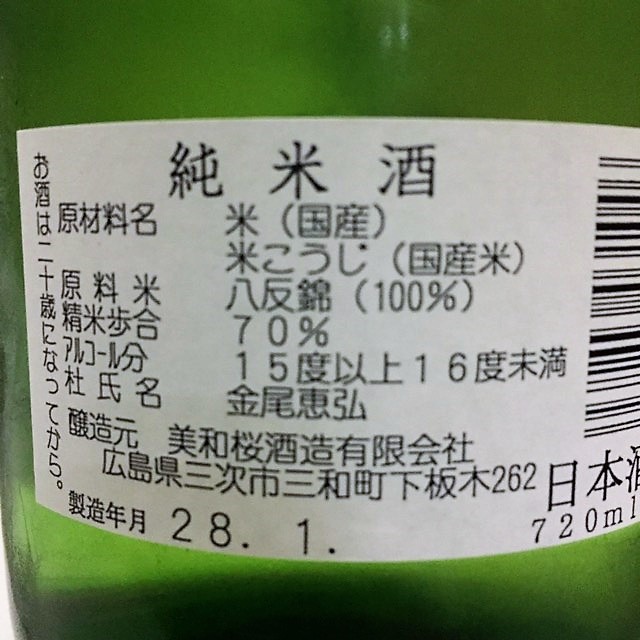 純米酒
お酒は二十歳になってから。
原材料名 米（国産）
米こうじ（国産米）
原料米 八反錦（100%）
精米歩合 70%
アルコール分 15度以上16度未満
杜氏名 金尾恵弘
醸造元 美和桜酒造有限会社
広島県三次市三和町下板木262
製造年月 28. 1.
日本酒
720ml